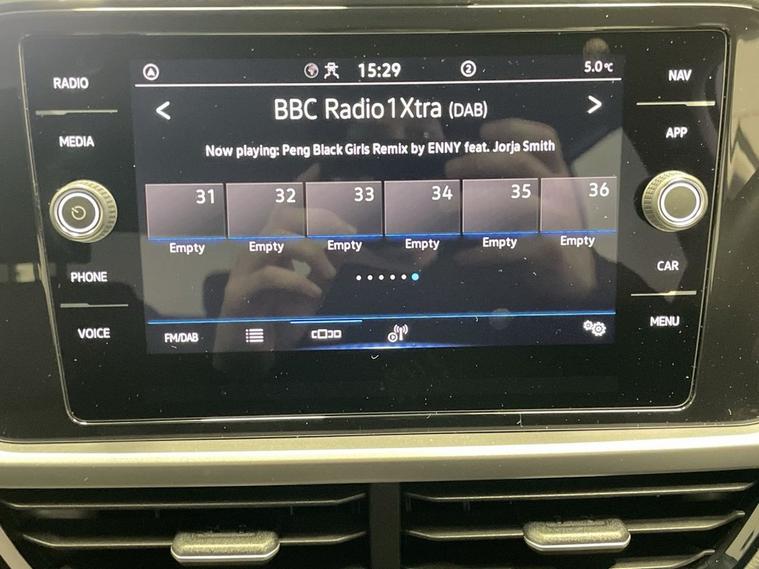 RADIO
MEDIA
PHONE
VOICE
15:29
2
5.0°C
< BBC Radio1Xtra (DAB) >
Now playing: Peng Black Girls Remix by ENNY feat. Jorja Smith
31 32 33 34 35 36
Empty Empty Empty Empty Empty Empty
FM/DAB
NAV
APP
CAR
MENU